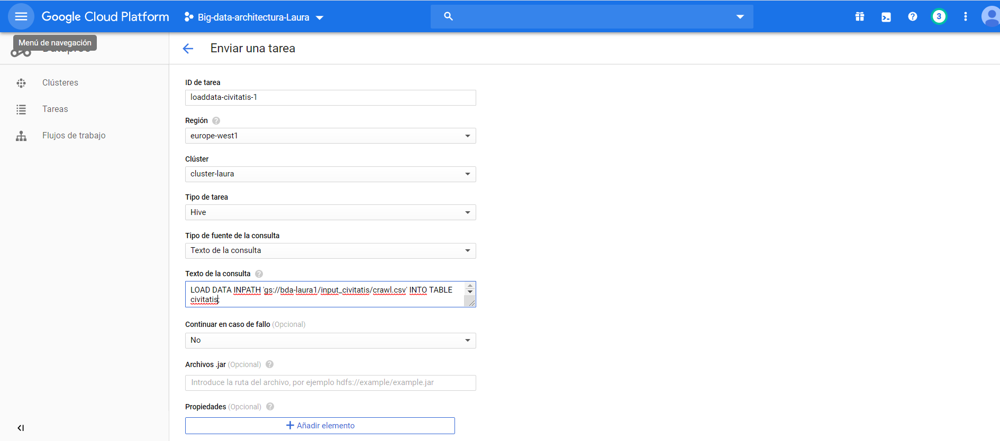 Google Cloud Platform
Big-data-architectura-Laura
3
Menú de navegación
Enviar una tarea
Clústeres
Tareas
Flujos de trabajo
ID de tarea
loaddata-civitatis-1
Región
europe-west1
Clúster
cluster-laura
Tipo de tarea
Hive
Tipo de fuente de la consulta
Texto de la consulta
Texto de la consulta
LOAD DATA INPATH 'gs://bda-laura1/input_civitatis/crawl.csv' INTO TABLE
civitatis;
Continuar en caso de fallo (Opcional)
No
Archivos .jar (Opcional)
Introduce la ruta del archivo, por ejemplo hdfs://example/example.jar
Propiedades (Opcional)
+ Añadir elemento